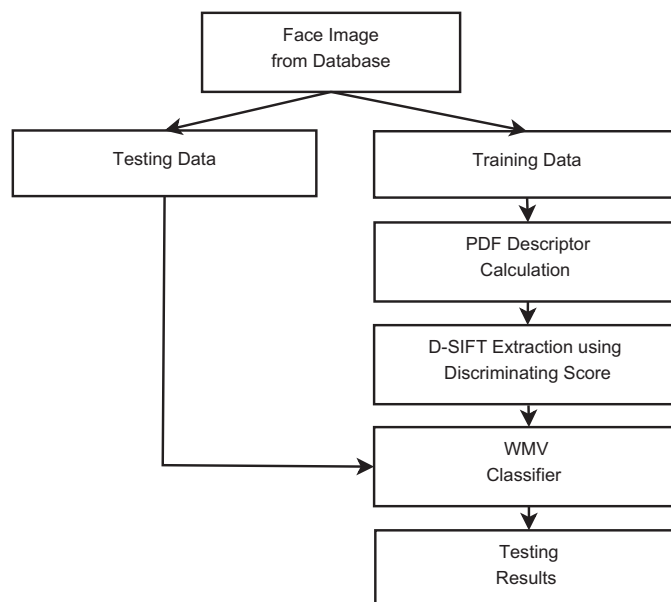 Face Image
from Database
Testing Data
Training Data
PDF Descriptor
Calculation
D-SIFT Extraction using
Discriminating Score
WMV
Classifier
Testing
Results